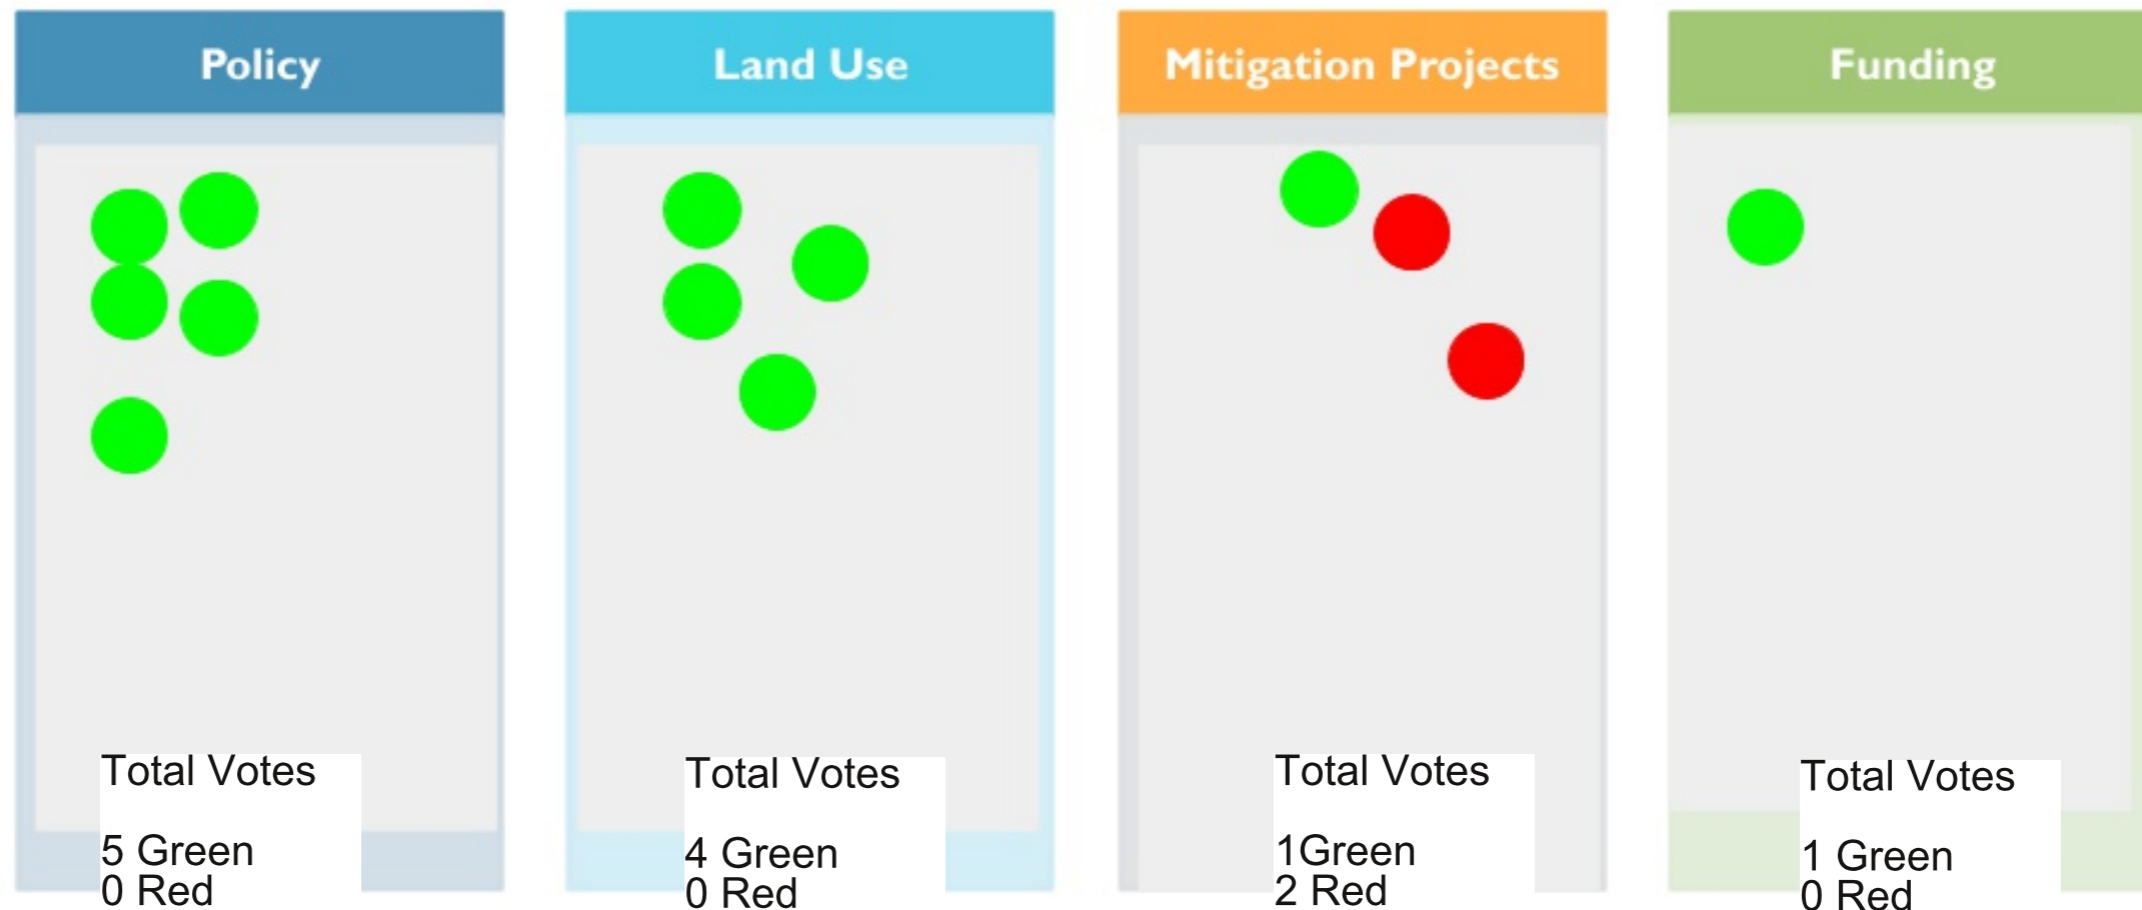 Policy
Land Use
Mitigation Projects
Funding
Total Votes
5 Green
0 Red
Total Votes
4 Green
0 Red
Total Votes
1Green
2 Red
Total Votes
1 Green
0 Red